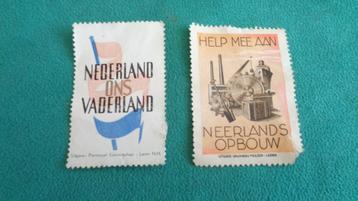 NEDERLAND
ONS
VADERLAND
HELP MEE AAN
NEERLANDS
OPBOUW